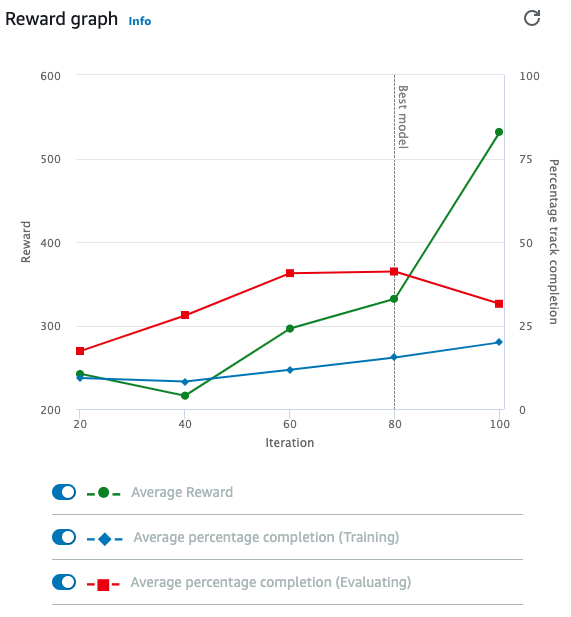 Reward graph Info
600 100
Best model
500 75
Reward
Percentage track completion
400 50
300 25
200 0
20 40 60 80 100
Iteration
Average Reward
Average percentage completion (Training)
Average percentage completion (Evaluating)